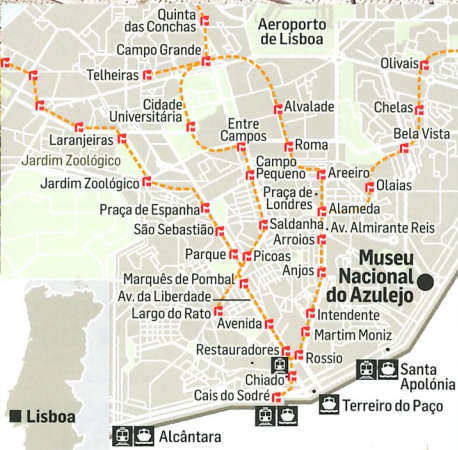 Quinta
das Conchas
Aeroporto
de Lisboa
Campo Grande
Olivais
Telheiras
Cidade
Universitária
Alvalade
Chelas
Entre
Campos
Bela Vista
Laranjeiras
Roma
Jardim Zoológico
Campo
Pequeno
Areeiro
Jardim Zoológico
Olaias
Praça de
Londres
Praça de Espanha
Alameda
São Sebastião
Saldanha
Av. Almirante Reis
Arroios
Parque
Picoas
Anjos
Museu
Nacional
do Azulejo
Marquês de Pombal
Av. da Liberdade
Largo do Rato
Intendente
Avenida
Martim Moniz
Restauradores
Rossio
Santa
Apolónia
Chiado
Cais do Sodré
Terreiro do Paço
Lisboa
Alcântara